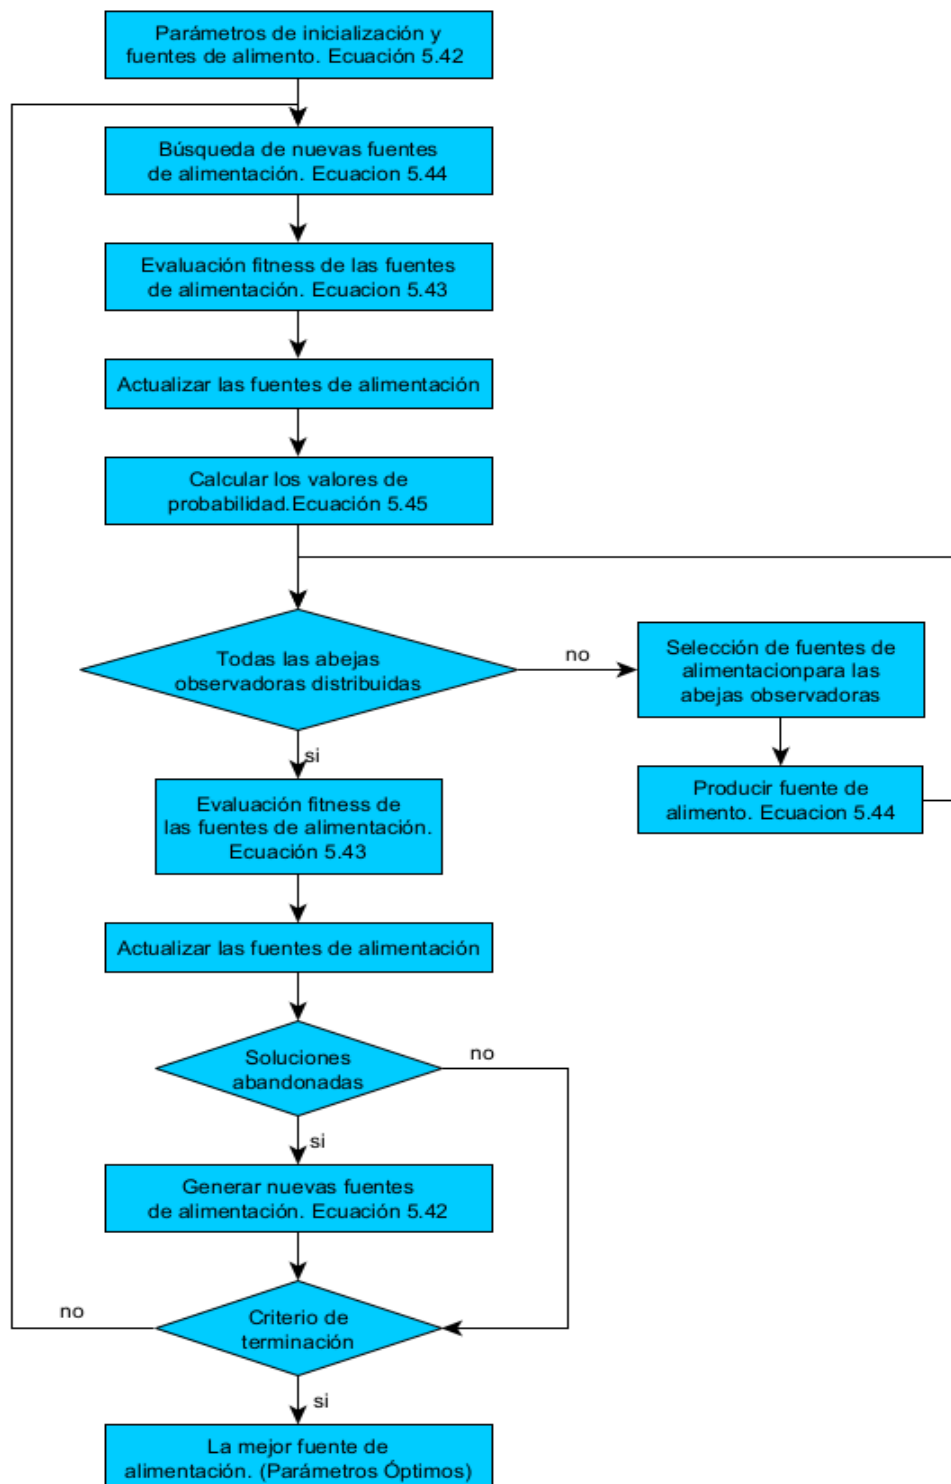 Parámetros de inicialización y
fuentes de alimento. Ecuación 5.42
Búsqueda de nuevas fuentes
de alimentación. Ecuacion 5.44
Evaluación fitness de las fuentes
de alimentación. Ecuacion 5.43
Actualizar las fuentes de alimentación
Calcular los valores de
probabilidad.Ecuación 5.45
Todas las abejas
observadoras distribuidas
no
Selección de fuentes de
alimentacionpara las
abejas observadoras
Producir fuente de
alimento. Ecuacion 5.44
si
Evaluación fitness de
las fuentes de alimentación.
Ecuación 5.43
Actualizar las fuentes de alimentación
Soluciones
abandonadas
no
si
Generar nuevas fuentes
de alimentación. Ecuación 5.42
Criterio de
terminación
no
si
La mejor fuente de
alimentación. (Parámetros Óptimos)